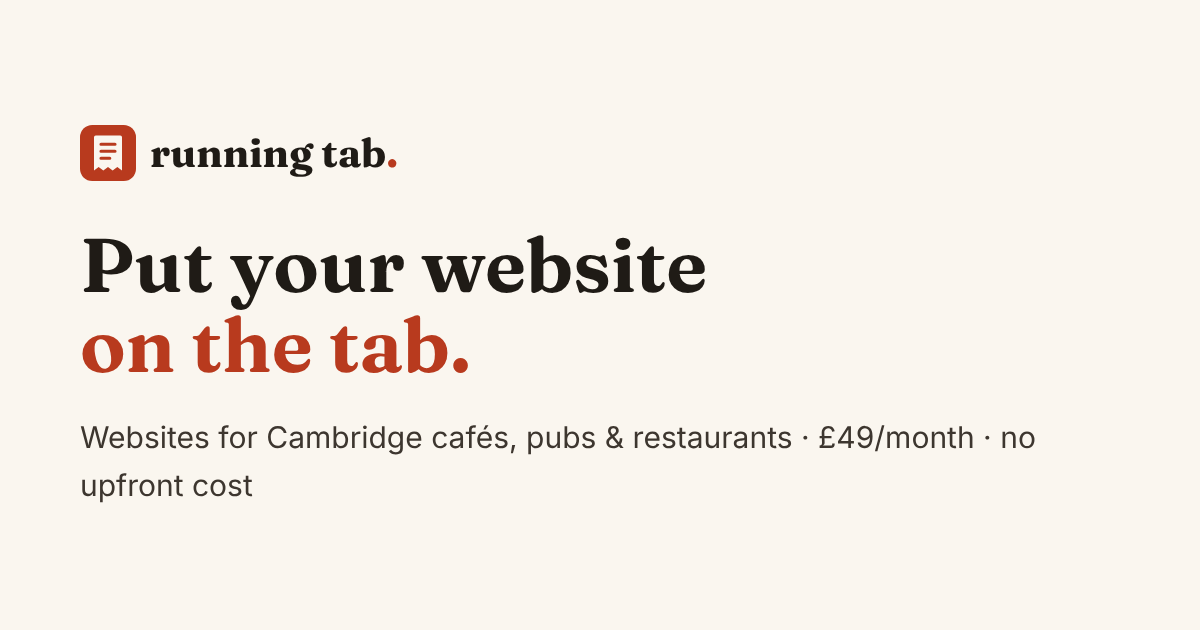 running tab.
Put your website
on the tab.
Websites for Cambridge cafés, pubs & restaurants · £49/month · no
upfront cost